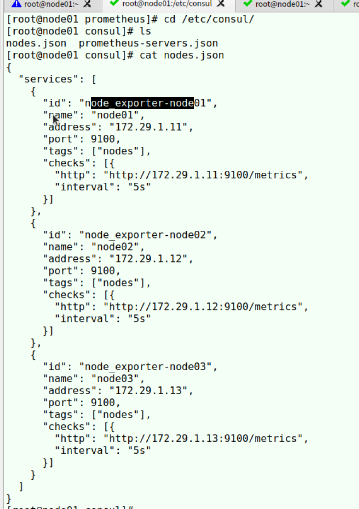 root@node01:~ × root@node01:/etc/consul × root@node01:~ ×
[root@node01 prometheus]# cd /etc/consul/
[root@node01 consul]# ls
nodes.json  prometheus-servers.json
[root@node01 consul]# cat nodes.json
{
  "services": [
    {
      "id": "node_exporter-node01",
      "name": "node01",
      "address": "172.29.1.11",
      "port": 9100,
      "tags": ["nodes"],
      "checks": [{
        "http": "http://172.29.1.11:9100/metrics",
        "interval": "5s"
      }]
    },
    {
      "id": "node_exporter-node02",
      "name": "node02",
      "address": "172.29.1.12",
      "port": 9100,
      "tags": ["nodes"],
      "checks": [{
        "http": "http://172.29.1.12:9100/metrics",
        "interval": "5s"
      }]
    },
    {
      "id": "node_exporter-node03",
      "name": "node03",
      "address": "172.29.1.13",
      "port": 9100,
      "tags": ["nodes"],
      "checks": [{
        "http": "http://172.29.1.13:9100/metrics",
        "interval": "5s"
      }]
    }
  ]
}
[root@node01 consul]#